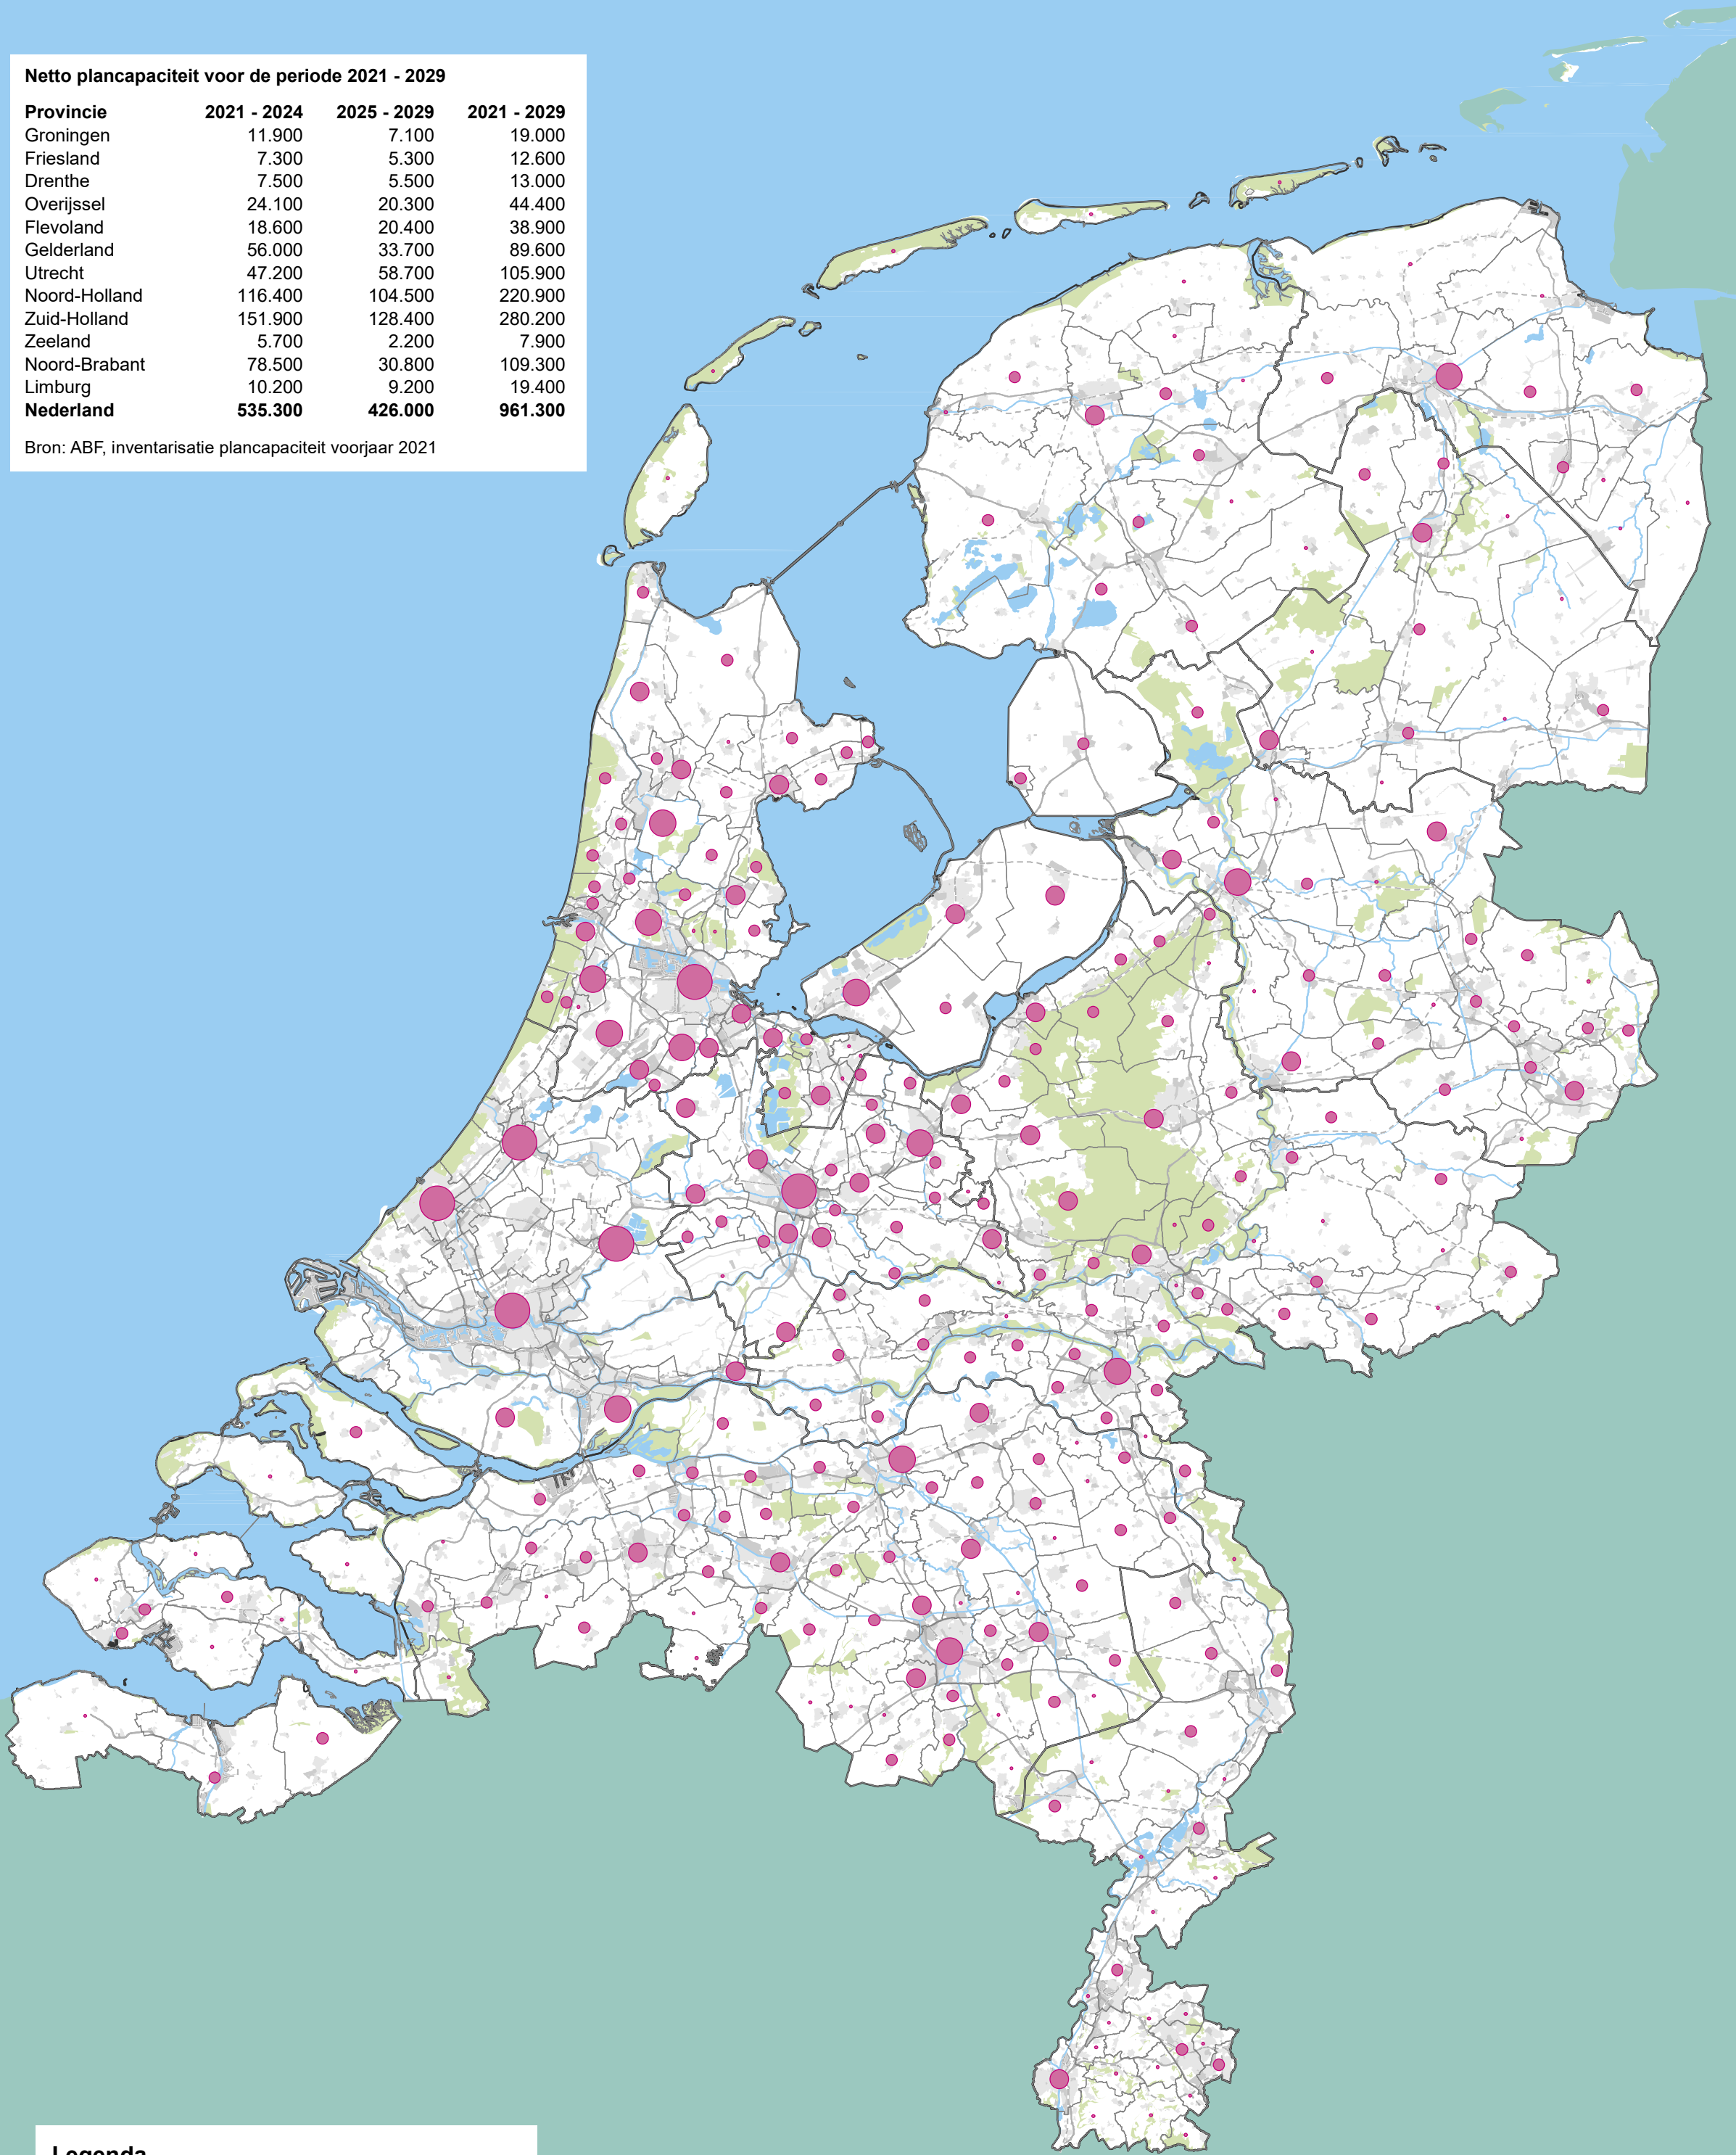 Netto plancapaciteit voor de periode 2021 - 2029
Provincie 2021 - 2024 2025 - 2029 2021 - 2029
Groningen 11.900 7.100 19.000
Friesland 7.300 5.300 12.600
Drenthe 7.500 5.500 13.000
Overijssel 24.100 20.300 44.400
Flevoland 18.600 20.400 38.900
Gelderland 56.000 33.700 89.600
Utrecht 47.200 58.700 105.900
Noord-Holland 116.400 104.500 220.900
Zuid-Holland 151.900 128.400 280.200
Zeeland 5.700 2.200 7.900
Noord-Brabant 78.500 30.800 109.300
Limburg 10.200 9.200 19.400
Nederland 535.300 426.000 961.300
Bron: ABF, inventarisatie plancapaciteit voorjaar 2021
Legenda